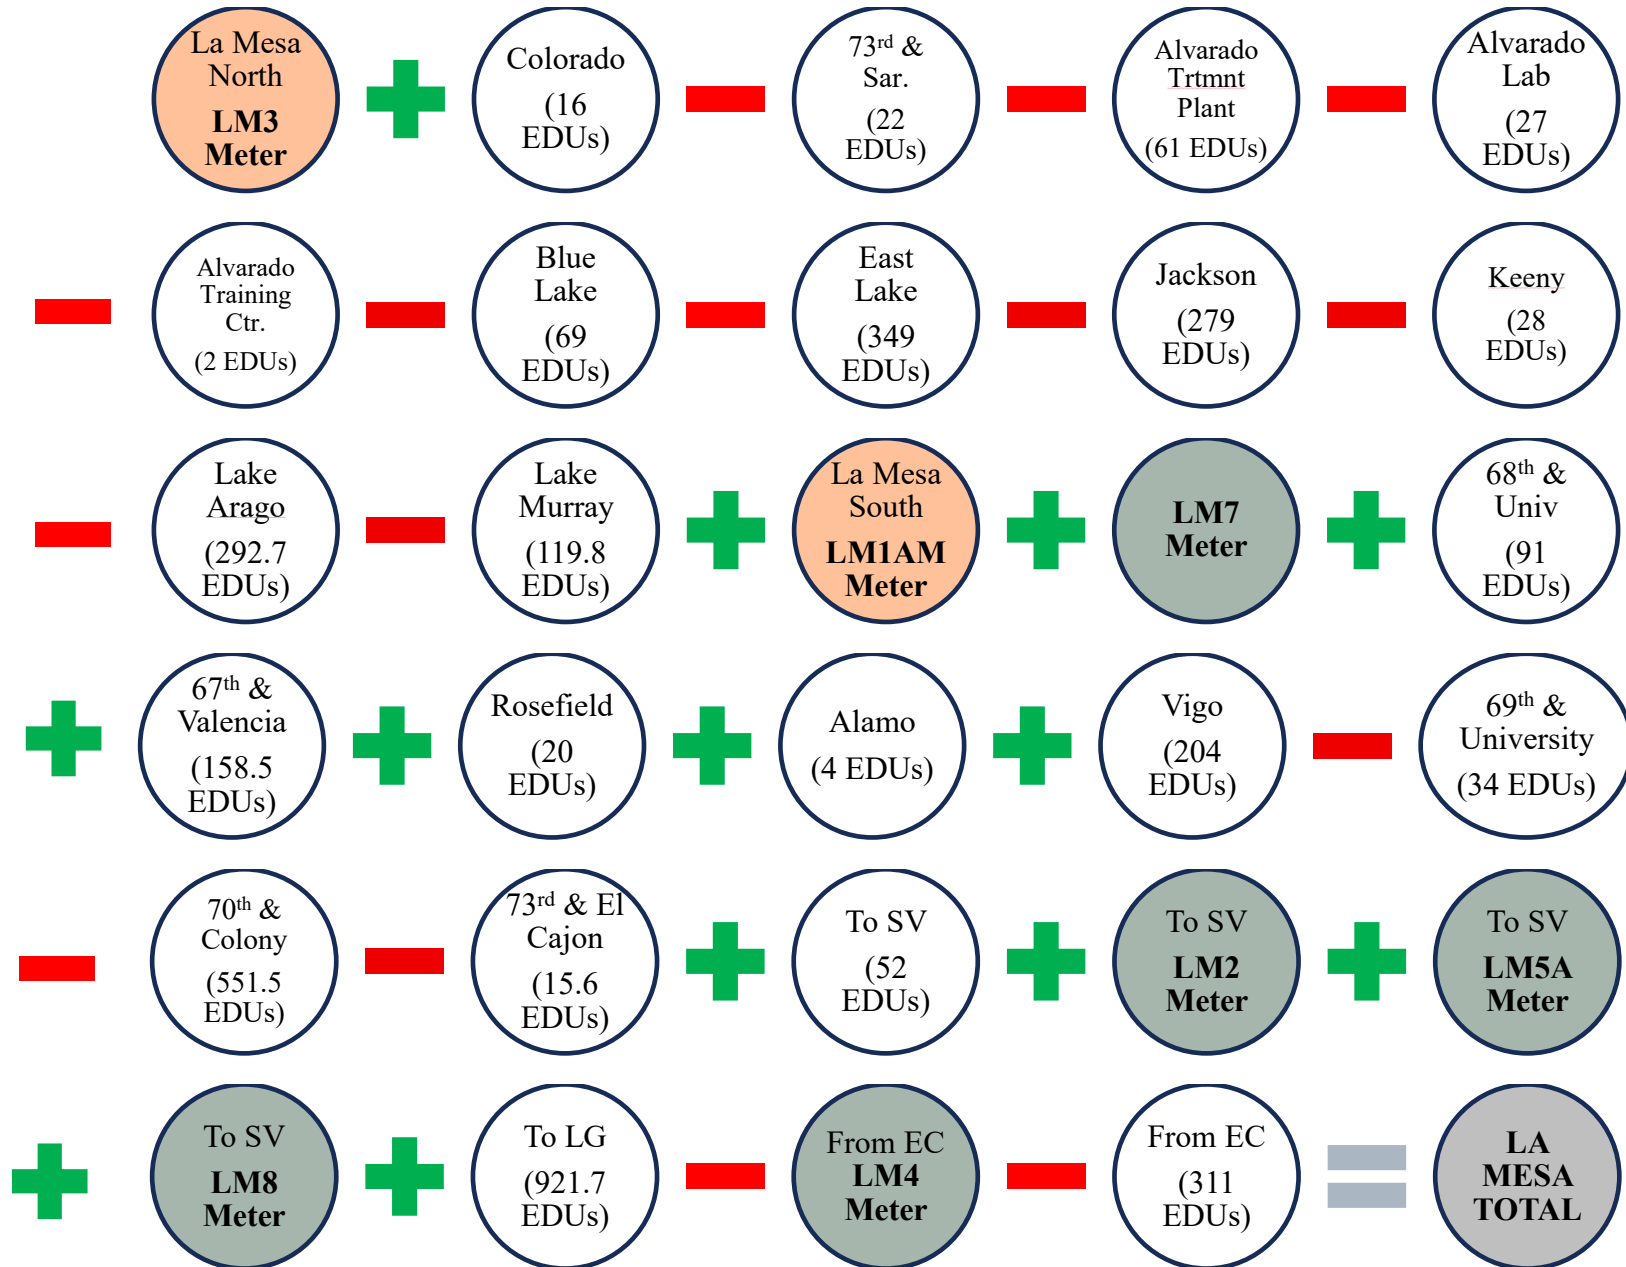 La Mesa
North
LM3
Meter
Colorado
(16
EDUs)
73rd &
Sar.
(22
EDUs)
Alvarado
Trtmnt
Plant
(61 EDUs)
Alvarado
Lab
(27
EDUs)
Alvarado
Training
Ctr.
(2 EDUs)
Blue
Lake
(69
EDUs)
East
Lake
(349
EDUs)
Jackson
(279
EDUs)
Keeny
(28
EDUs)
Lake
Arago
(292.7
EDUs)
Lake
Murray
(119.8
EDUs)
La Mesa
South
LM1AM
Meter
LM7
Meter
68th &
Univ
(91
EDUs)
67th &
Valencia
(158.5
EDUs)
Rosefield
(20
EDUs)
Alamo
(4 EDUs)
Vigo
(204
EDUs)
69th &
University
(34 EDUs)
70th &
Colony
(551.5
EDUs)
73rd & El
Cajon
(15.6
EDUs)
To SV
(52
EDUs)
To SV
LM2
Meter
To SV
LM5A
Meter
To SV
LM8
Meter
To LG
(921.7
EDUs)
From EC
LM4
Meter
From EC
(311
EDUs)
LA
MESA
TOTAL